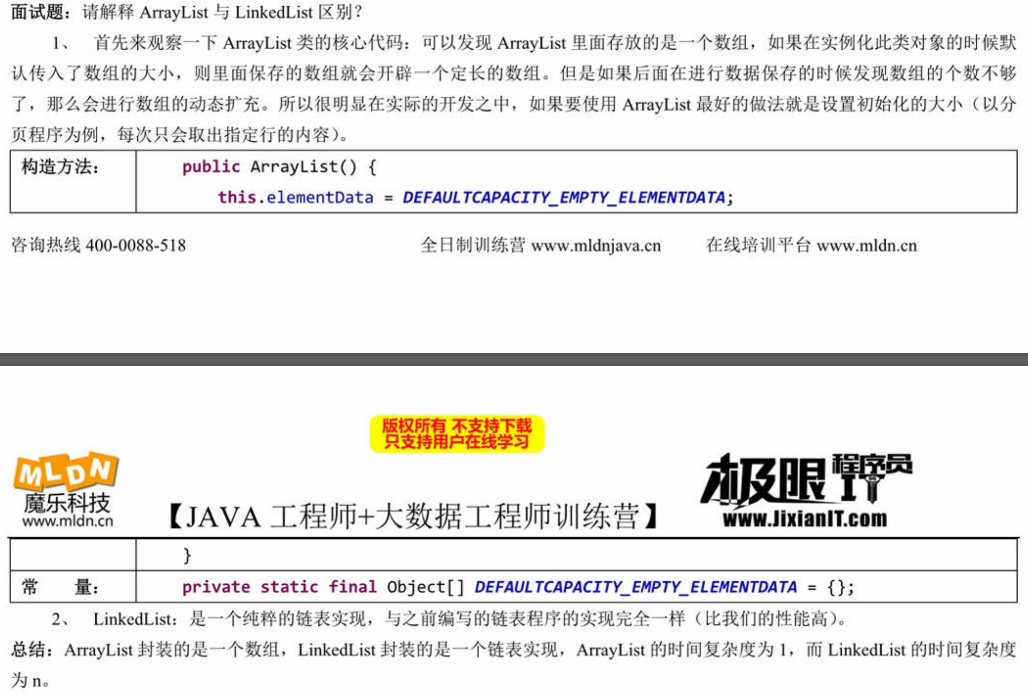 面试题：请解释 ArrayList 与 LinkedList 区别？
1、 首先来观察一下 ArrayList 类的核心代码：可以发现 ArrayList 里面存放的是一个数组，如果在实例化此类对象的时候默
认传入了数组的大小，则里面保存的数组就会开辟一个定长的数组。但是如果后面在进行数据保存的时候发现数组的个数不够
了，那么会进行数组的动态扩充。所以很明显在实际的开发之中，如果要使用 ArrayList 最好的做法就是设置初始化的大小（以分
页程序为例，每次只会取出指定行的内容）。
构造方法： public ArrayList() {
this.elementData = DEFAULTCAPACITY_EMPTY_ELEMENTDATA;
咨询热线 400-0088-518 全日制训练营 www.mldnjava.cn 在线培训平台 www.mldn.cn
版权所有 不支持下载
只支持用户在线学习
MLDN
魔乐科技
www.mldn.cn
【JAVA 工程师+大数据工程师训练营】
极限IT程序员
www.JixianIT.com
}
常 量： private static final Object[] DEFAULTCAPACITY_EMPTY_ELEMENTDATA = {};
2、 LinkedList：是一个纯粹的链表实现，与之前编写的链表程序的实现完全一样（比我们的性能高）。
总结：ArrayList 封装的是一个数组，LinkedList 封装的是一个链表实现，ArrayList 的时间复杂度为 1，而 LinkedList 的时间复杂度
为 n。